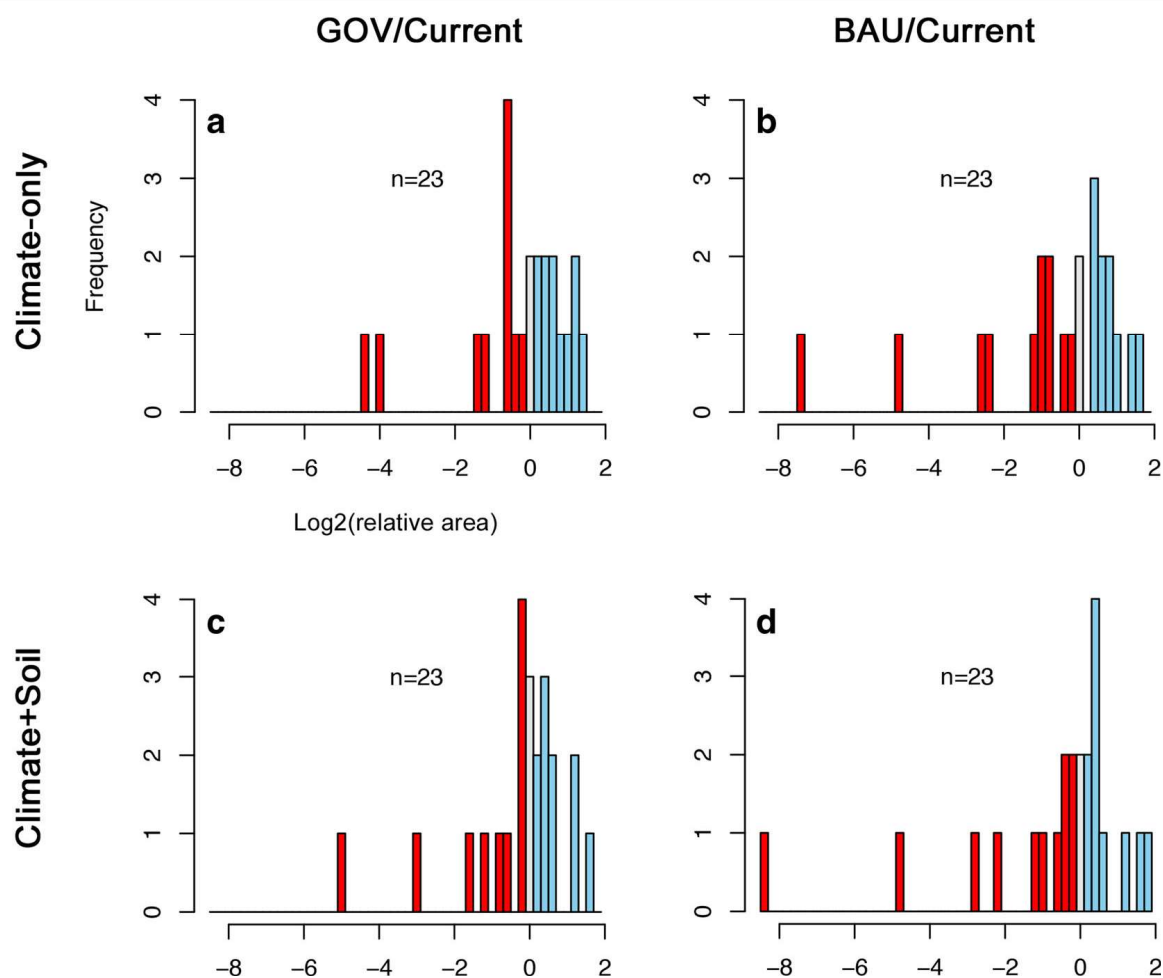 GOV/Current
BAU/Current
Climate-only
Frequency
4
3
2
1
0
a
n=23
−8 −6 −4 −2 0 2
Log2(relative area)
4
3
2
1
0
b
n=23
−8 −6 −4 −2 0 2
Climate+Soil
4
3
2
1
0
c
n=23
−8 −6 −4 −2 0 2
4
3
2
1
0
d
n=23
−8 −6 −4 −2 0 2